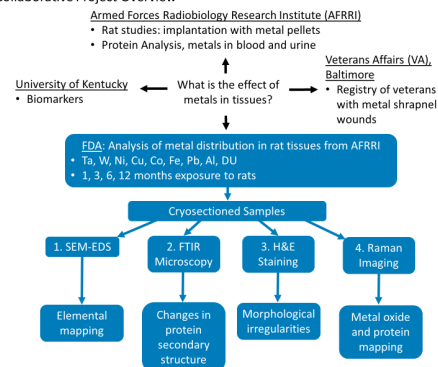 Collaborative Project Overview
Armed Forces Radiobiology Research Institute (AFRRI)
• Rat studies: implantation with metal pellets
• Protein Analysis, metals in blood and urine
University of Kentucky
• Biomarkers
What is the effect of
metals in tissues?
Veterans Affairs (VA),
Baltimore
• Registry of veterans
with metal shrapnel
wounds
FDA: Analysis of metal distribution in rat tissues from AFRRI
• Ta, W, Ni, Cu, Co, Fe, Pb, Al, DU
• 1, 3, 6, 12 months exposure to rats
Cryosectioned Samples
1. SEM-EDS
2. FTIR
Microscopy
3. H&E
Staining
4. Raman
Imaging
Elemental
mapping
Changes in
protein
secondary
structure
Morphological
irregularities
Metal oxide
and protein
mapping